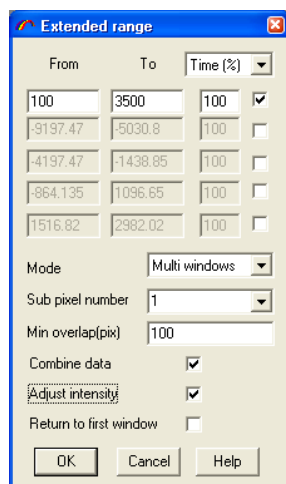 Extended range
From To Time (%)
100 3500 100
-9197.47 -5030.8 100
-4197.47 -1438.85 100
-864.135 1096.65 100
1516.82 2982.02 100
Mode Multi windows
Sub pixel number 1
Min overlap(pix) 100
Combine data
Adjust intensity
Return to first window
OK Cancel Help